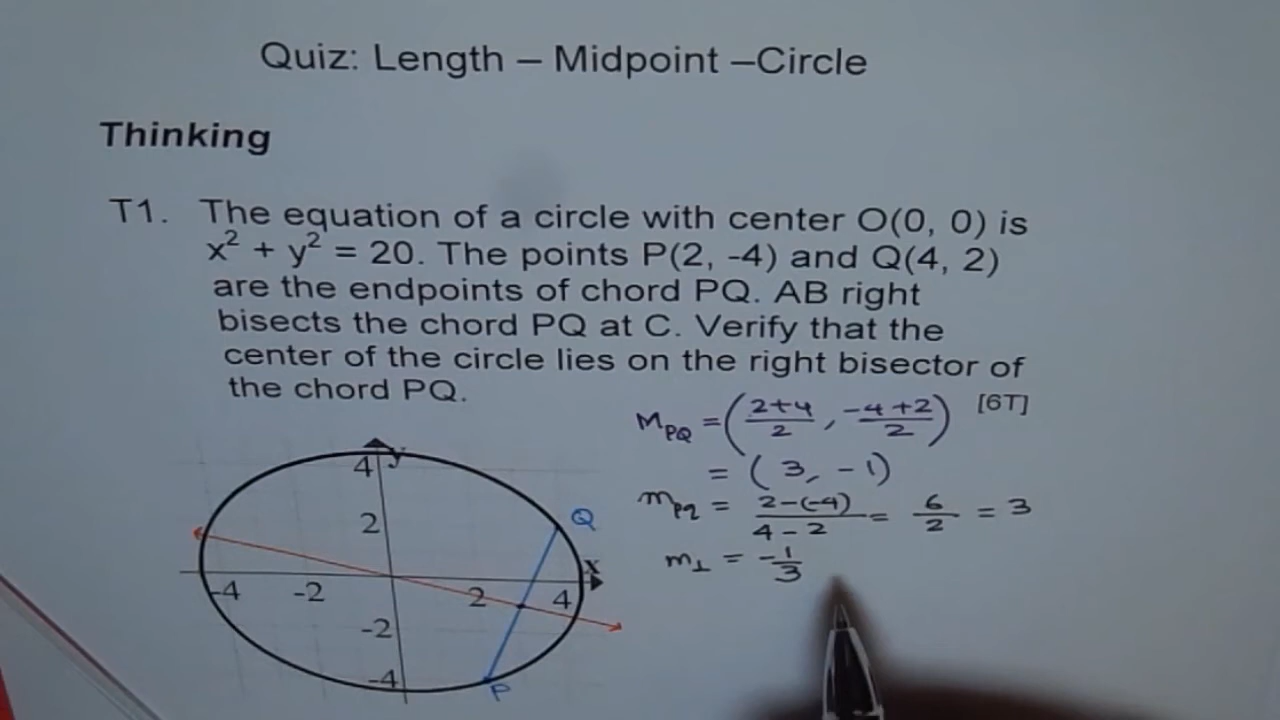 Quiz: Length – Midpoint –Circle
Thinking
T1. The equation of a circle with center O(0, 0) is
x² + y² = 20. The points P(2, -4) and Q(4, 2)
are the endpoints of chord PQ. AB right
bisects the chord PQ at C. Verify that the
center of the circle lies on the right bisector of
the chord PQ.
[6T]
M_PQ = (2+4/2, -4+2/2)
= (3, -1)
m_PQ = 2-(-4)/4-2 = 6/2 = 3
m⊥ = -1/3
y
4
2
Q
x
-4 -2 2 4
-2
-4
P